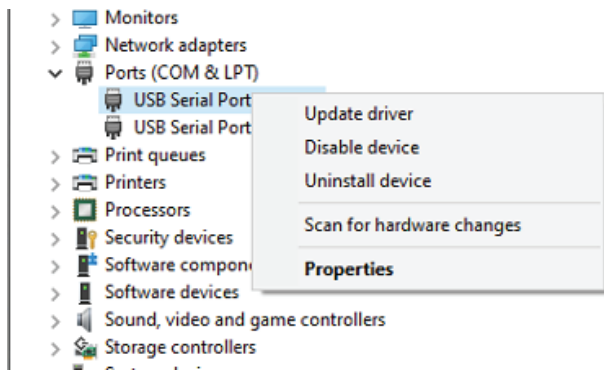 Monitors
Network adapters
Ports (COM & LPT)
USB Serial Port
USB Serial Port
Print queues
Printers
Processors
Security devices
Software compon
Software devices
Sound, video and game controllers
Storage controllers
Update driver
Disable device
Uninstall device
Scan for hardware changes
Properties